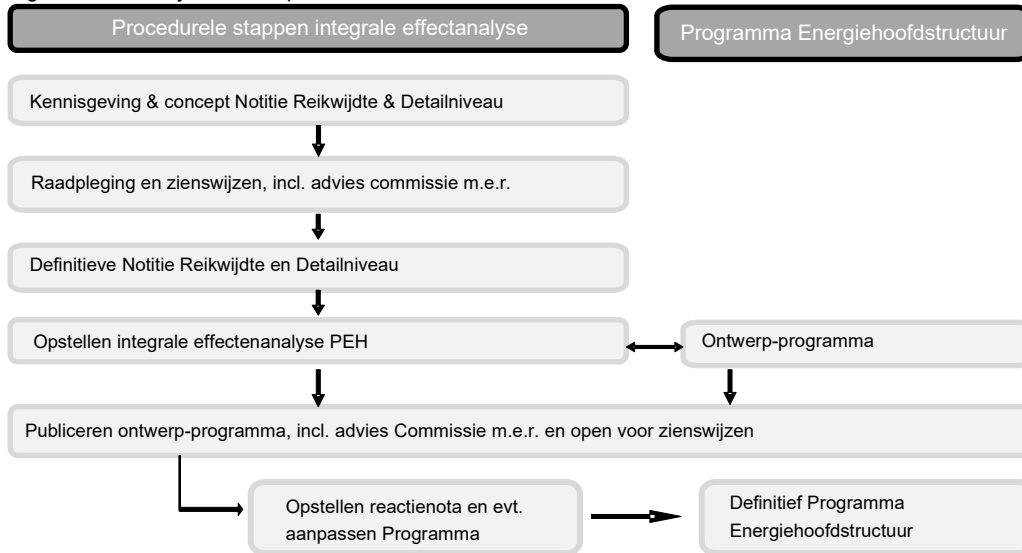 Procedurele stappen integrale effectanalyse
Programma Energiehoofdstructuur
Kennisgeving & concept Notitie Reikwijdte & Detailniveau
Raadpleging en zienswijzen, incl. advies commissie m.e.r.
Definitieve Notitie Reikwijdte en Detailniveau
Opstellen integrale effectenanalyse PEH
Ontwerp-programma
Publiceren ontwerp-programma, incl. advies Commissie m.e.r. en open voor zienswijzen
Opstellen reactienota en evt.
aanpassen Programma
Definitief Programma
Energiehoofdstructuur